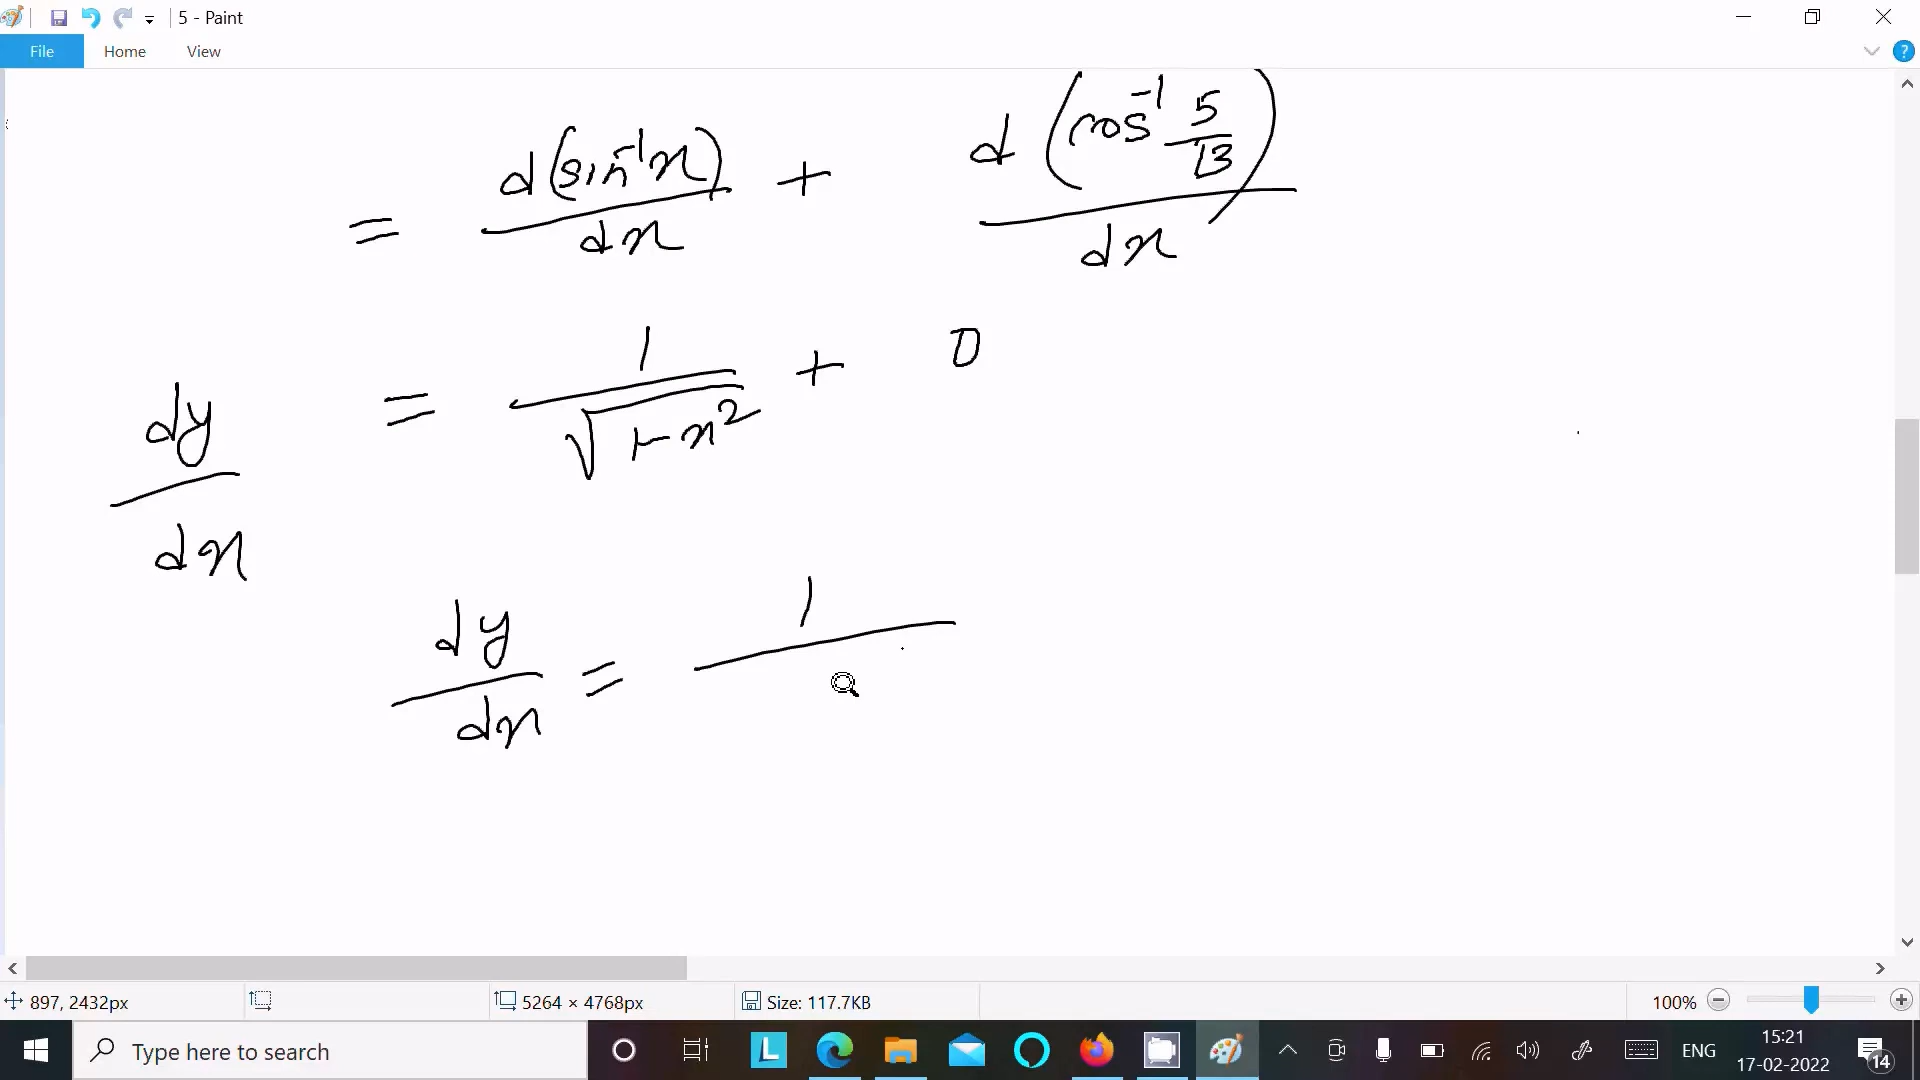 5 - Paint
File Home View
= d(sin⁻¹x)/dx + d(cos⁻¹ 5/13)/dx
dy/dx = 1/√(1-x²) + 0
dy/dx = 1
897, 2432px 5264 × 4768px Size: 117.7KB 100%
Type here to search L ENG 15:21
17-02-2022 14